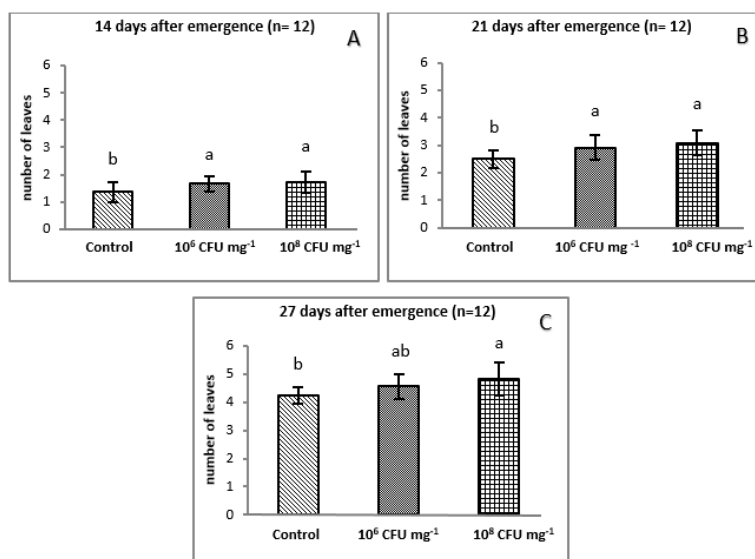 14 days after emergence (n= 12)
A
number of leaves
6
5
4
3
2
1
0
b
a
a
Control
10⁶ CFU mg⁻¹
10⁸ CFU mg⁻¹
21 days after emergence (n= 12)
B
number of leaves
6
5
4
3
2
1
0
b
a
a
Control
10⁶ CFU mg ⁻¹
10⁸ CFU mg⁻¹
27 days after emergence (n=12)
C
number of leaves
6
5
4
3
2
1
0
b
ab
a
Control
10⁶ CFU mg⁻¹
10⁸ CFU mg⁻¹